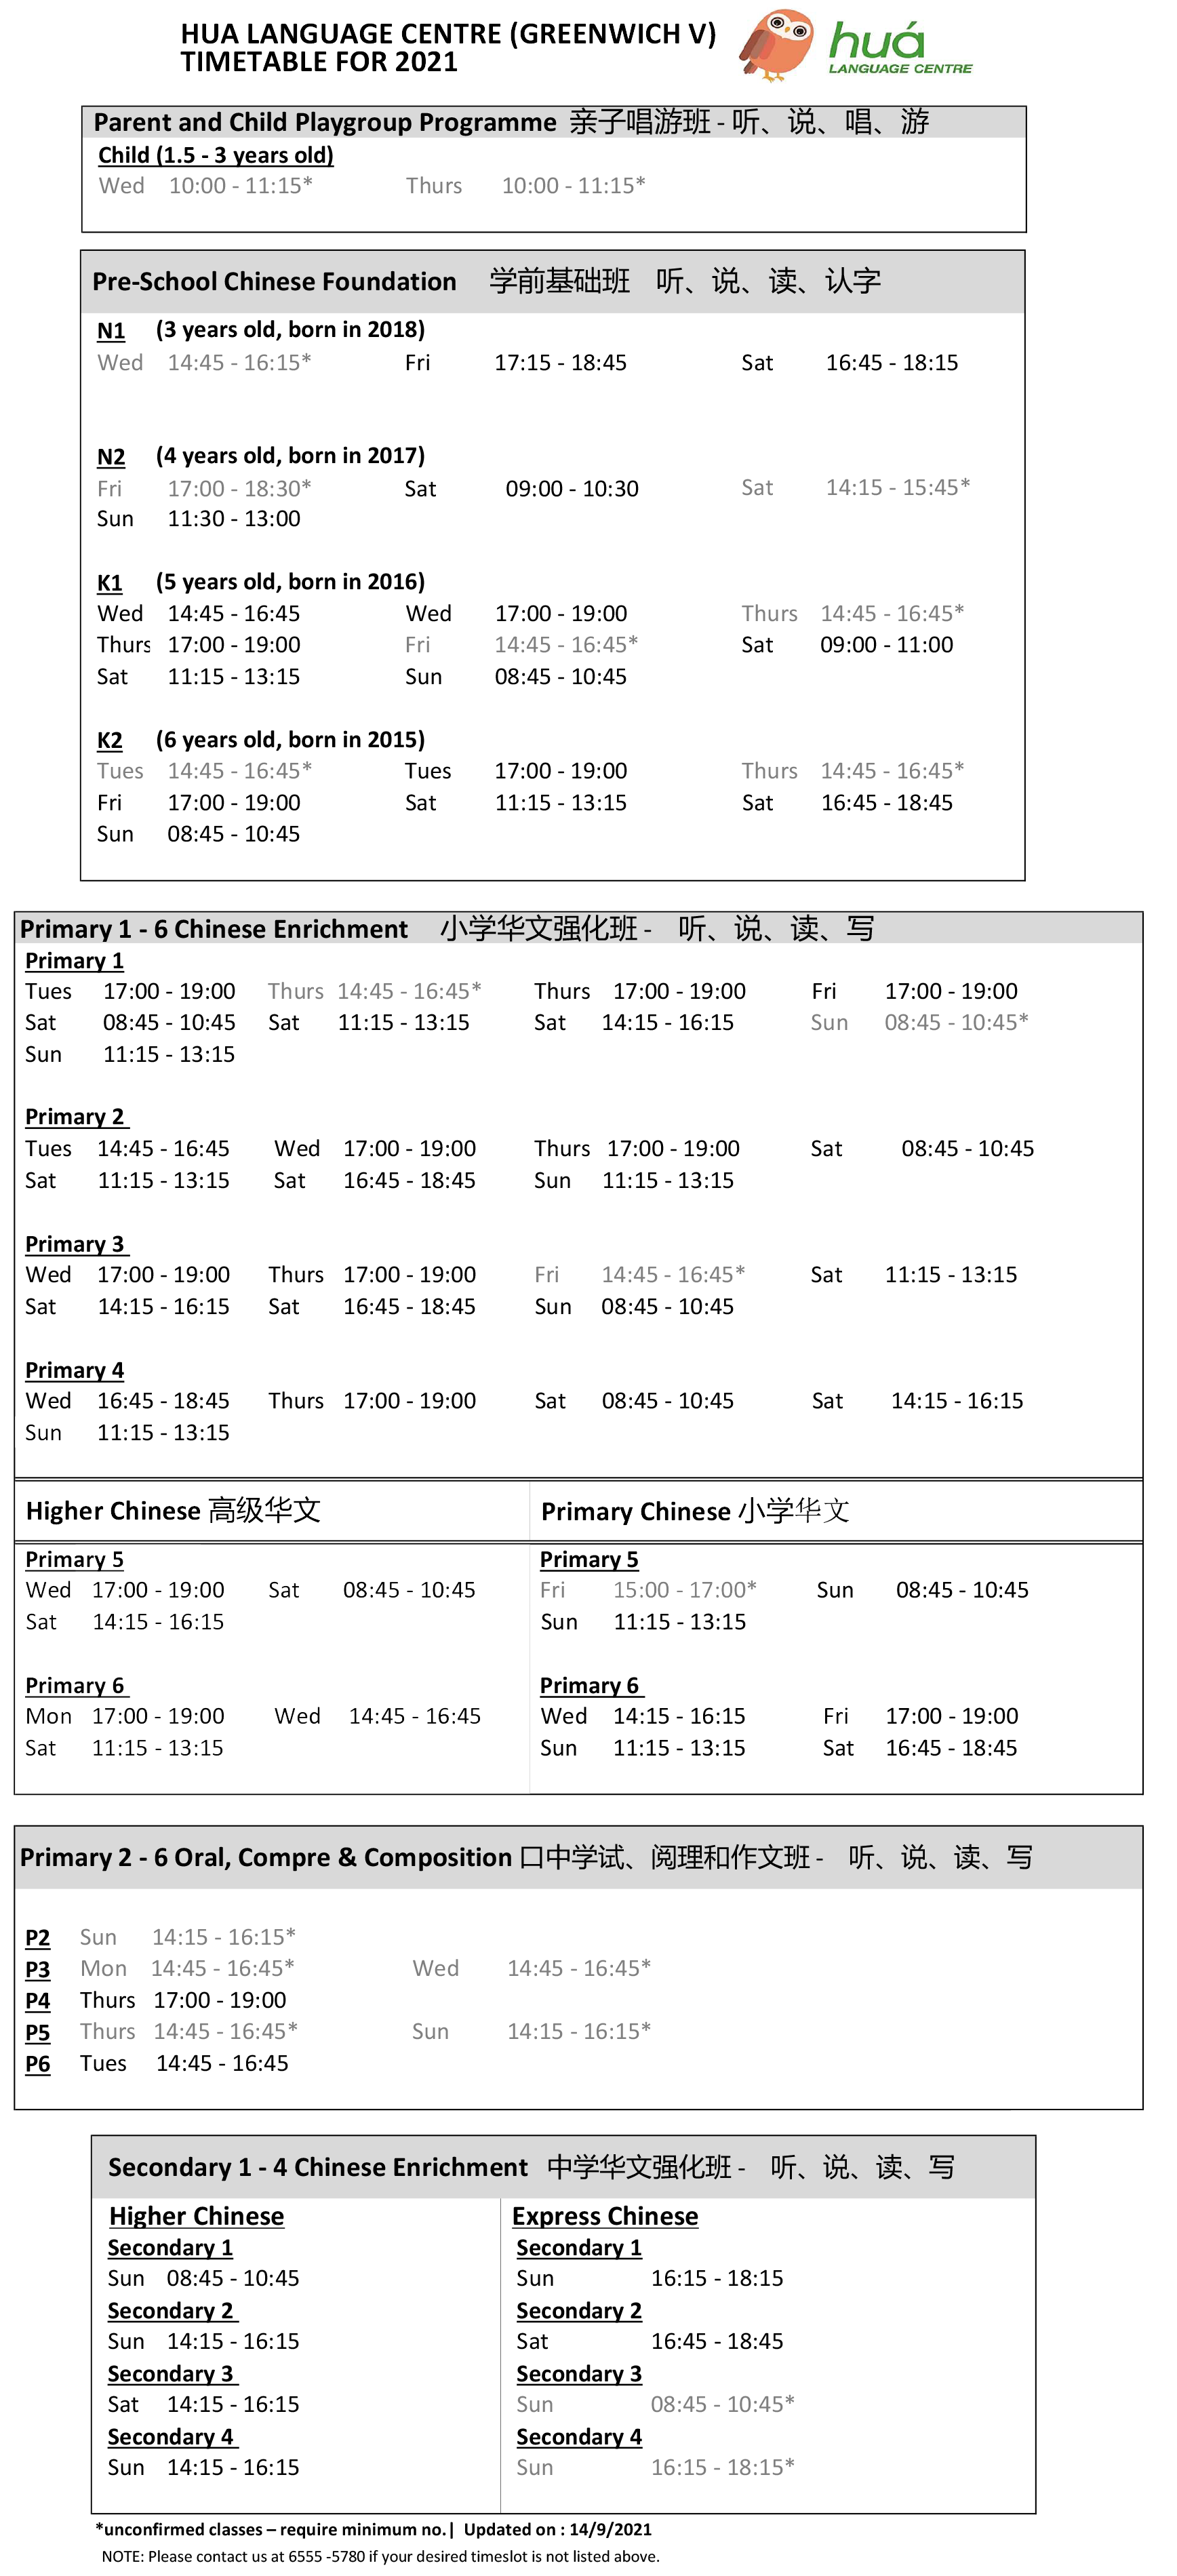 HUA LANGUAGE CENTRE (GREENWICH V)
TIMETABLE FOR 2021
huá
LANGUAGE CENTRE
Parent and Child Playgroup Programme 亲子唱游班 - 听、说、唱、游
Child (1.5 - 3 years old)
Wed 10:00 - 11:15* Thurs 10:00 - 11:15*
Pre-School Chinese Foundation 学前基础班 听、说、读、认字
N1 (3 years old, born in 2018)
Wed 14:45 - 16:15* Fri 17:15 - 18:45 Sat 16:45 - 18:15
N2 (4 years old, born in 2017)
Fri 17:00 - 18:30* Sat 09:00 - 10:30 Sat 14:15 - 15:45*
Sun 11:30 - 13:00
K1 (5 years old, born in 2016)
Wed 14:45 - 16:45 Wed 17:00 - 19:00 Thurs 14:45 - 16:45*
Thurs 17:00 - 19:00 Fri 14:45 - 16:45* Sat 09:00 - 11:00
Sat 11:15 - 13:15 Sun 08:45 - 10:45
K2 (6 years old, born in 2015)
Tues 14:45 - 16:45* Tues 17:00 - 19:00 Thurs 14:45 - 16:45*
Fri 17:00 - 19:00 Sat 11:15 - 13:15 Sat 16:45 - 18:45
Sun 08:45 - 10:45
Primary 1 - 6 Chinese Enrichment 小学华文强化班 - 听、说、读、写
Primary 1
Tues 17:00 - 19:00 Thurs 14:45 - 16:45* Thurs 17:00 - 19:00 Fri 17:00 - 19:00
Sat 08:45 - 10:45 Sat 11:15 - 13:15 Sat 14:15 - 16:15 Sun 08:45 - 10:45*
Sun 11:15 - 13:15
Primary 2
Tues 14:45 - 16:45 Wed 17:00 - 19:00 Thurs 17:00 - 19:00 Sat 08:45 - 10:45
Sat 11:15 - 13:15 Sat 16:45 - 18:45 Sun 11:15 - 13:15
Primary 3
Wed 17:00 - 19:00 Thurs 17:00 - 19:00 Fri 14:45 - 16:45* Sat 11:15 - 13:15
Sat 14:15 - 16:15 Sat 16:45 - 18:45 Sun 08:45 - 10:45
Primary 4
Wed 16:45 - 18:45 Thurs 17:00 - 19:00 Sat 08:45 - 10:45 Sat 14:15 - 16:15
Sun 11:15 - 13:15
Higher Chinese 高级华文 Primary Chinese 小学华文
Primary 5 Primary 5
Wed 17:00 - 19:00 Sat 08:45 - 10:45 Fri 15:00 - 17:00* Sun 08:45 - 10:45
Sat 14:15 - 16:15 Sun 11:15 - 13:15
Primary 6 Primary 6
Mon 17:00 - 19:00 Wed 14:45 - 16:45 Wed 14:15 - 16:15 Fri 17:00 - 19:00
Sat 11:15 - 13:15 Sun 11:15 - 13:15 Sat 16:45 - 18:45
Primary 2 - 6 Oral, Compre & Composition 口中学试、阅理和作文班 - 听、说、读、写
P2 Sun 14:15 - 16:15*
P3 Mon 14:45 - 16:45* Wed 14:45 - 16:45*
P4 Thurs 17:00 - 19:00
P5 Thurs 14:45 - 16:45* Sun 14:15 - 16:15*
P6 Tues 14:45 - 16:45
Secondary 1 - 4 Chinese Enrichment 中学华文强化班 - 听、说、读、写
Higher Chinese Express Chinese
Secondary 1 Secondary 1
Sun 08:45 - 10:45 Sun 16:15 - 18:15
Secondary 2 Secondary 2
Sun 14:15 - 16:15 Sat 16:45 - 18:45
Secondary 3 Secondary 3
Sat 14:15 - 16:15 Sun 08:45 - 10:45*
Secondary 4 Secondary 4
Sun 14:15 - 16:15 Sun 16:15 - 18:15*
*unconfirmed classes – require minimum no.| Updated on : 14/9/2021
NOTE: Please contact us at 6555 -5780 if your desired timeslot is not listed above.